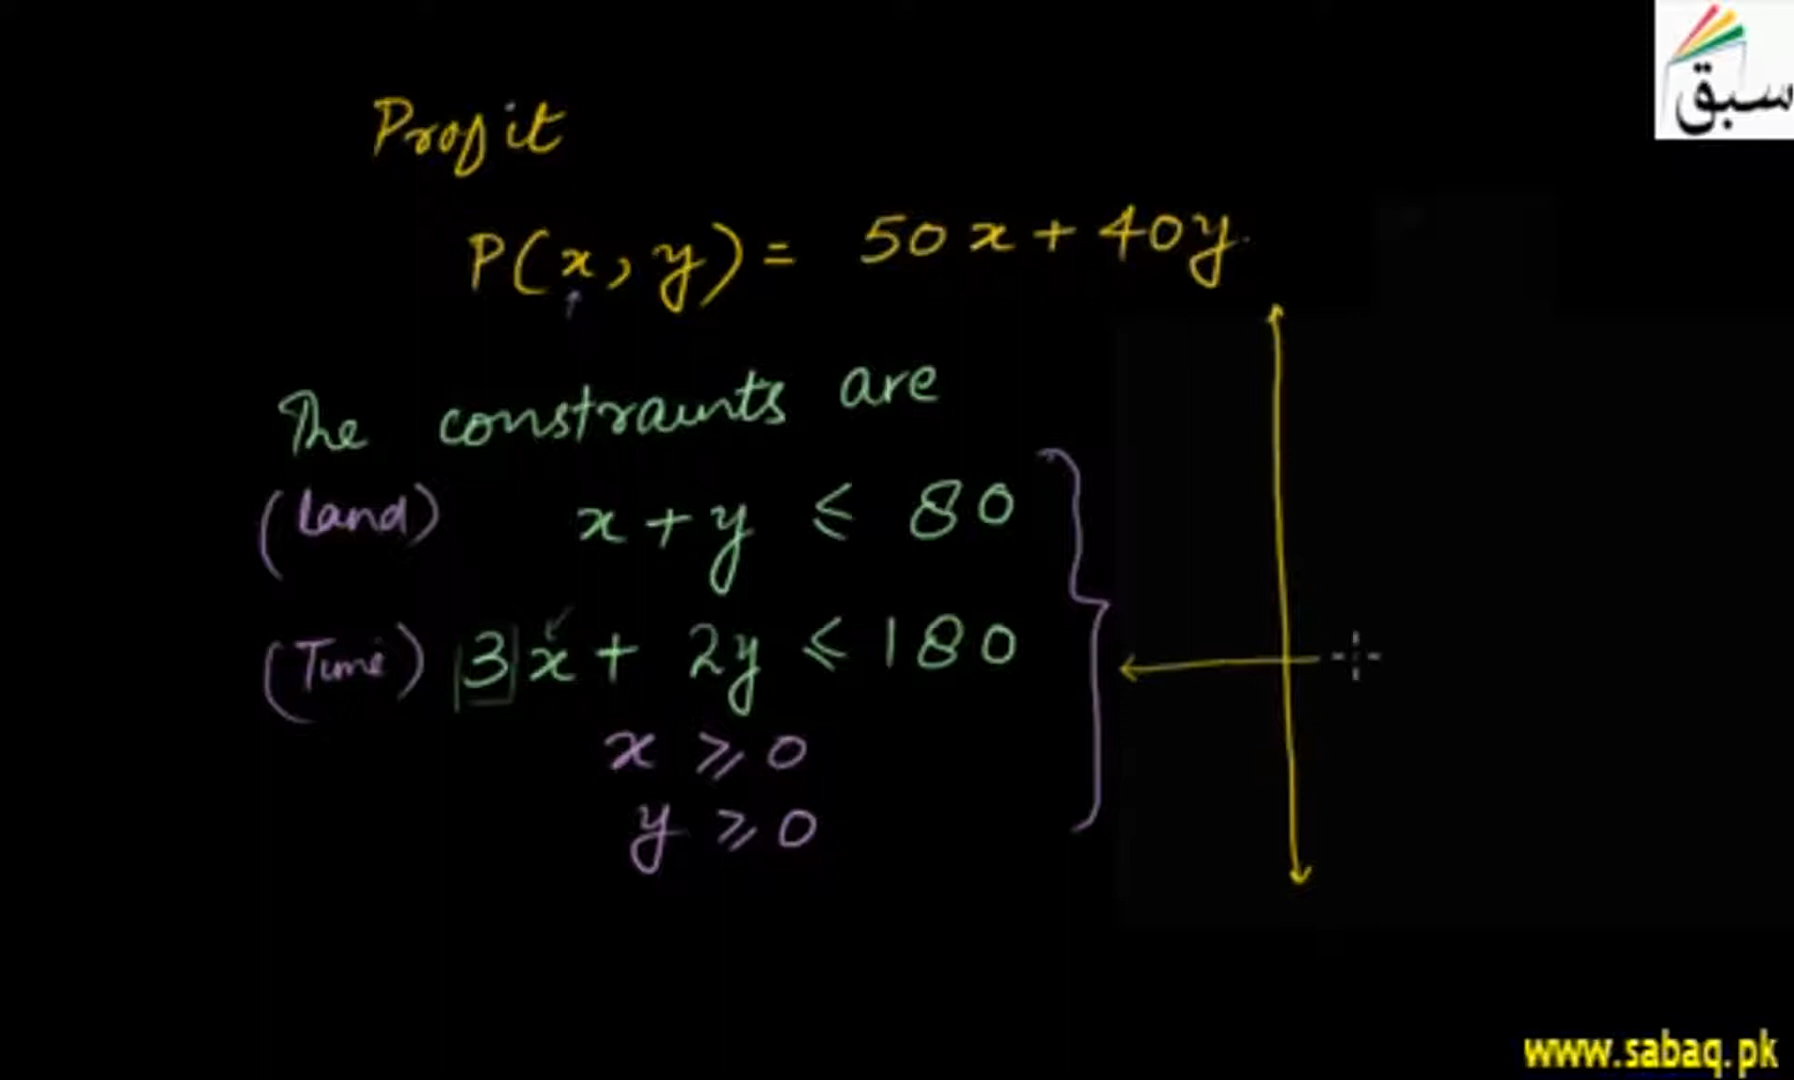 سبق
Profit
P(x, y) = 50x + 40y
The constraints are
(Land) x + y ⩽ 80
(Time) 3x + 2y ⩽ 180
x ⩾ 0
y ⩾ 0
www.sabaq.pk